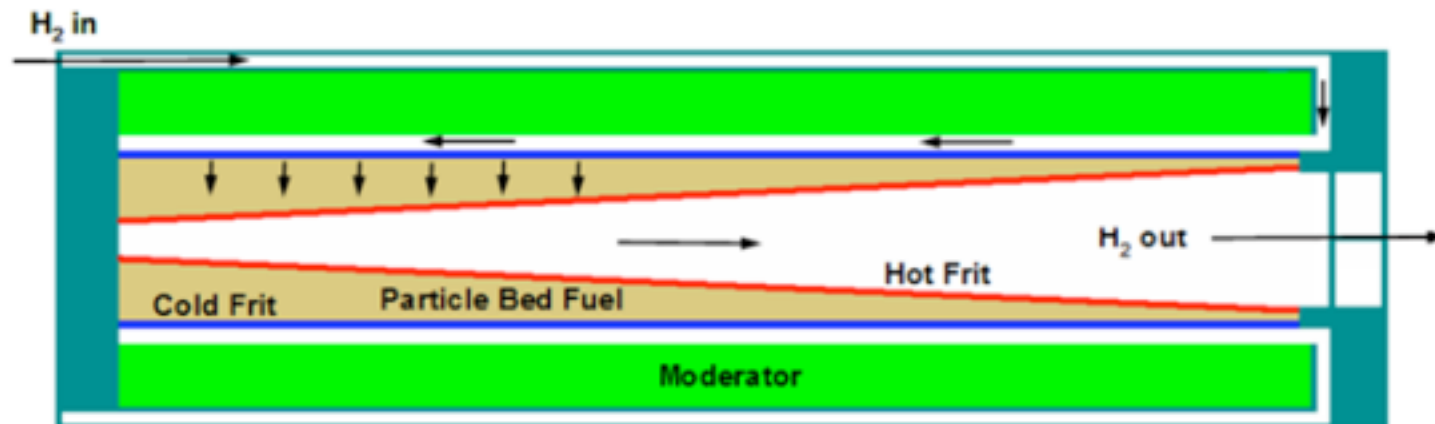 H₂ in
H₂ out
Hot Frit
Cold Frit
Particle Bed Fuel
Moderator